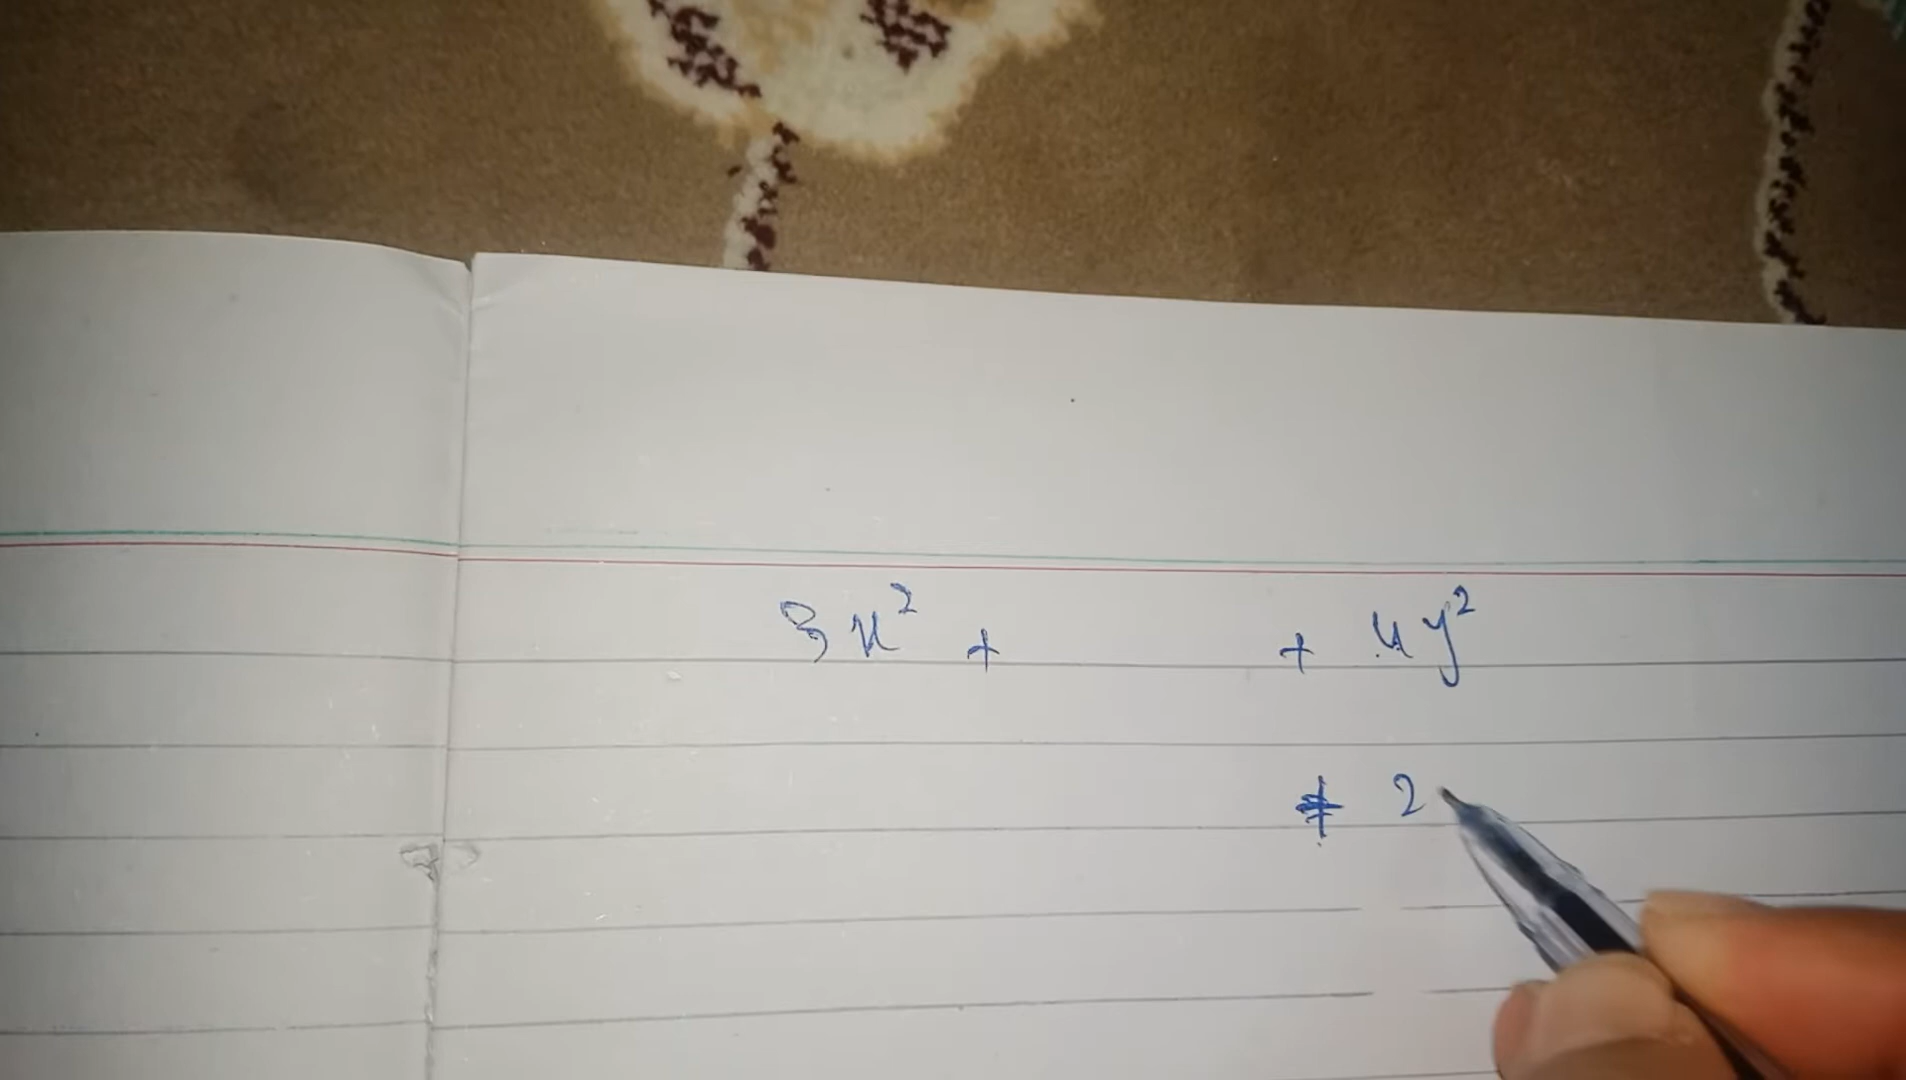 3x² + + 4y²
+ 2